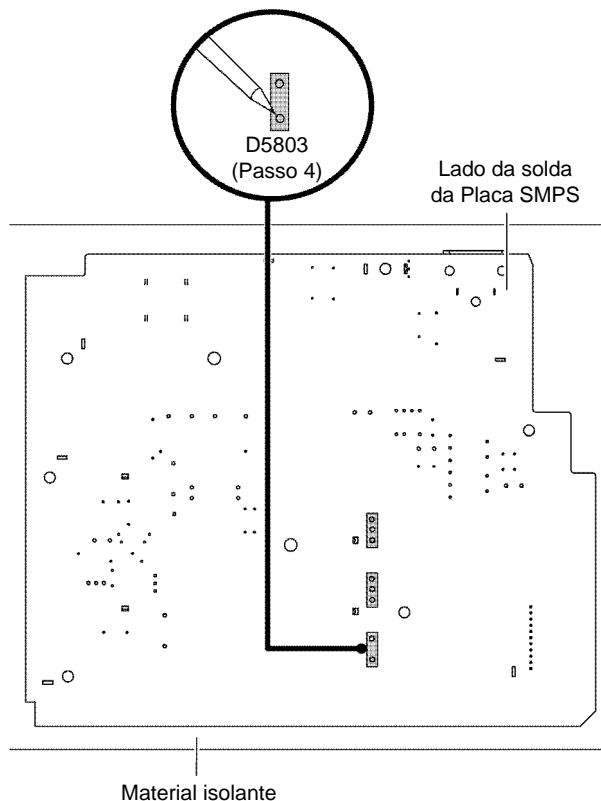 D5803
(Passo 4)
Lado da solda
da Placa SMPS
Material isolante